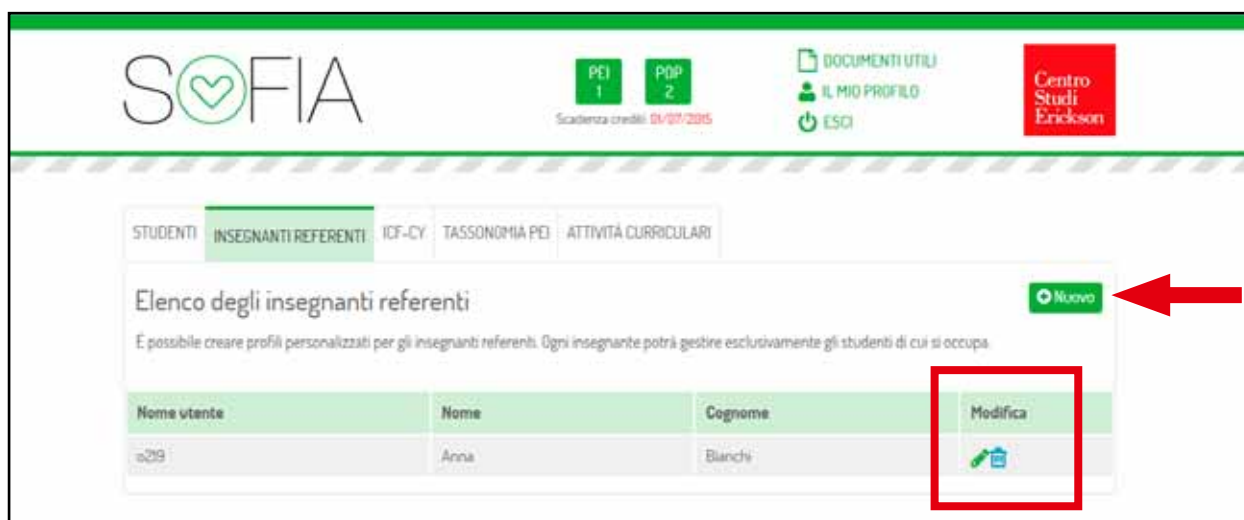 SOFIA
PEI
1
PDP
2
Scadenza crediti: 01/07/2015
DOCUMENTI UTILI
IL MIO PROFILO
ESCI
Centro
Studi
Erickson
STUDENTI INSEGNANTI REFERENTI ICF-CY TASSONOMIA PEI ATTIVITÀ CURRICULARI
Elenco degli insegnanti referenti
Nuovo
É possibile creare profili personalizzati per gli insegnanti referenti. Ogni insegnante potrà gestire esclusivamente gli studenti di cui si occupa.
Nome utente Nome Cognome Modifica
o219 Anna Bianchi